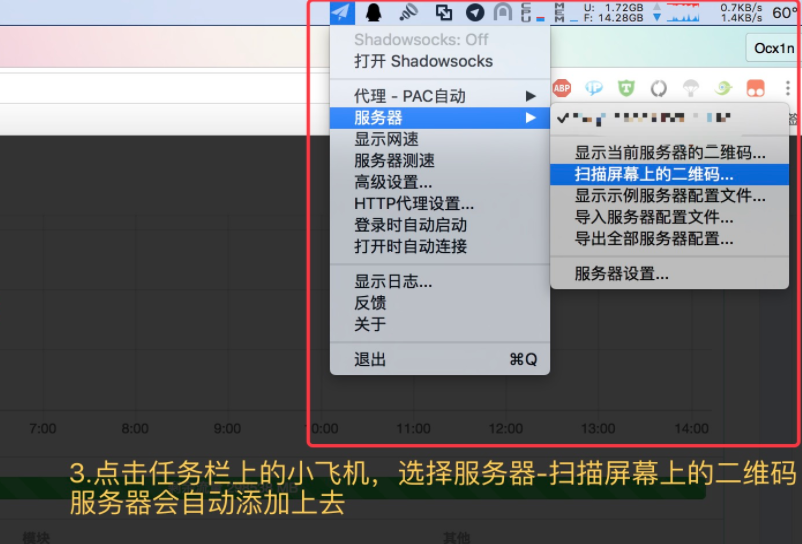 U: 1.72GB
F: 14.28GB
0.7KB/s
1.4KB/s
60°
Shadowsocks: Off
打开 Shadowsocks
Ocx1n
ABP
代理 - PAC自动
服务器
显示网速
服务器测速
高级设置...
HTTP代理设置...
登录时自动启动
打开时自动连接
显示日志...
反馈
关于
退出 ⌘Q
显示当前服务器的二维码...
扫描屏幕上的二维码...
显示示例服务器配置文件...
导入服务器配置文件...
导出全部服务器配置...
服务器设置...
7:00 8:00 9:00 10:00 11:00 12:00 13:00 14:00
3.点击任务栏上的小飞机，选择服务器-扫描屏幕上的二维码
服务器会自动添加上去
模块 其他